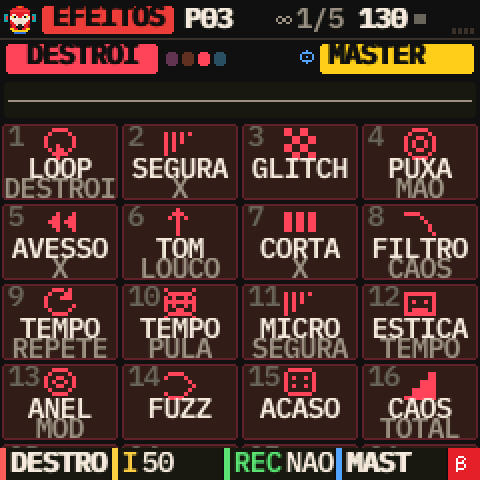 EFEITOS P03 ∞1/5 130
DESTROI MASTER
1 2 3 4
LOOP SEGURA GLITCH PUXA
DESTROI X MAO
5 6 7 8
AVESSO TOM CORTA FILTRO
X LOUCO X CAOS
9 10 11 12
TEMPO TEMPO MICRO ESTICA
REPETE PULA SEGURA TEMPO
13 14 15 16
ANEL FUZZ ACASO CAOS
MOD TOTAL
DESTRO I50 REC NAO MAST β